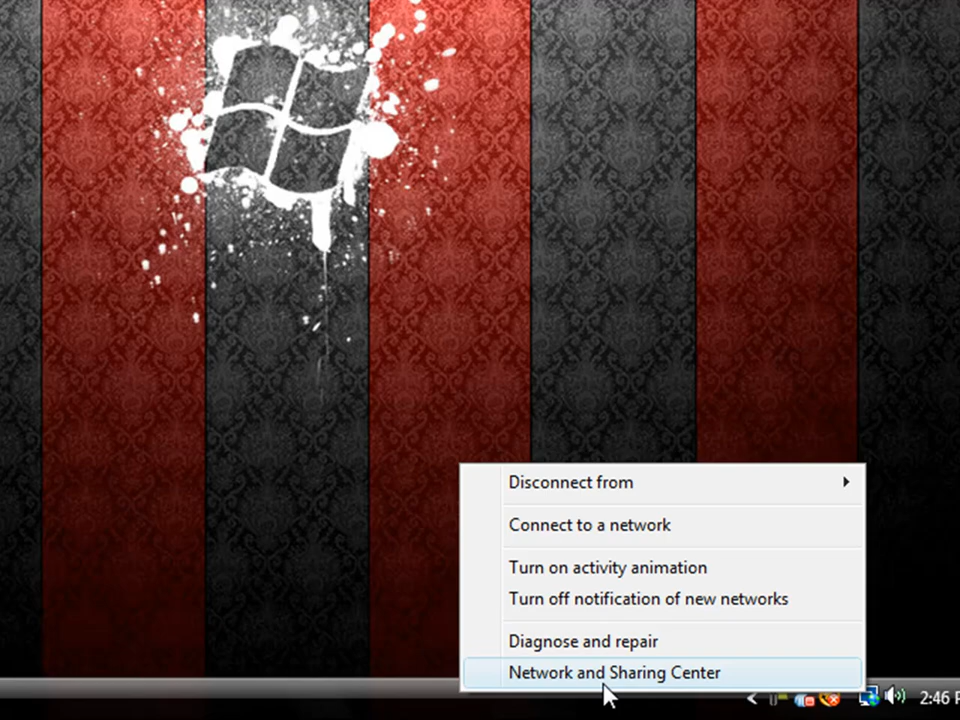 Disconnect from
Connect to a network
Turn on activity animation
Turn off notification of new networks
Diagnose and repair
Network and Sharing Center
2:46 P